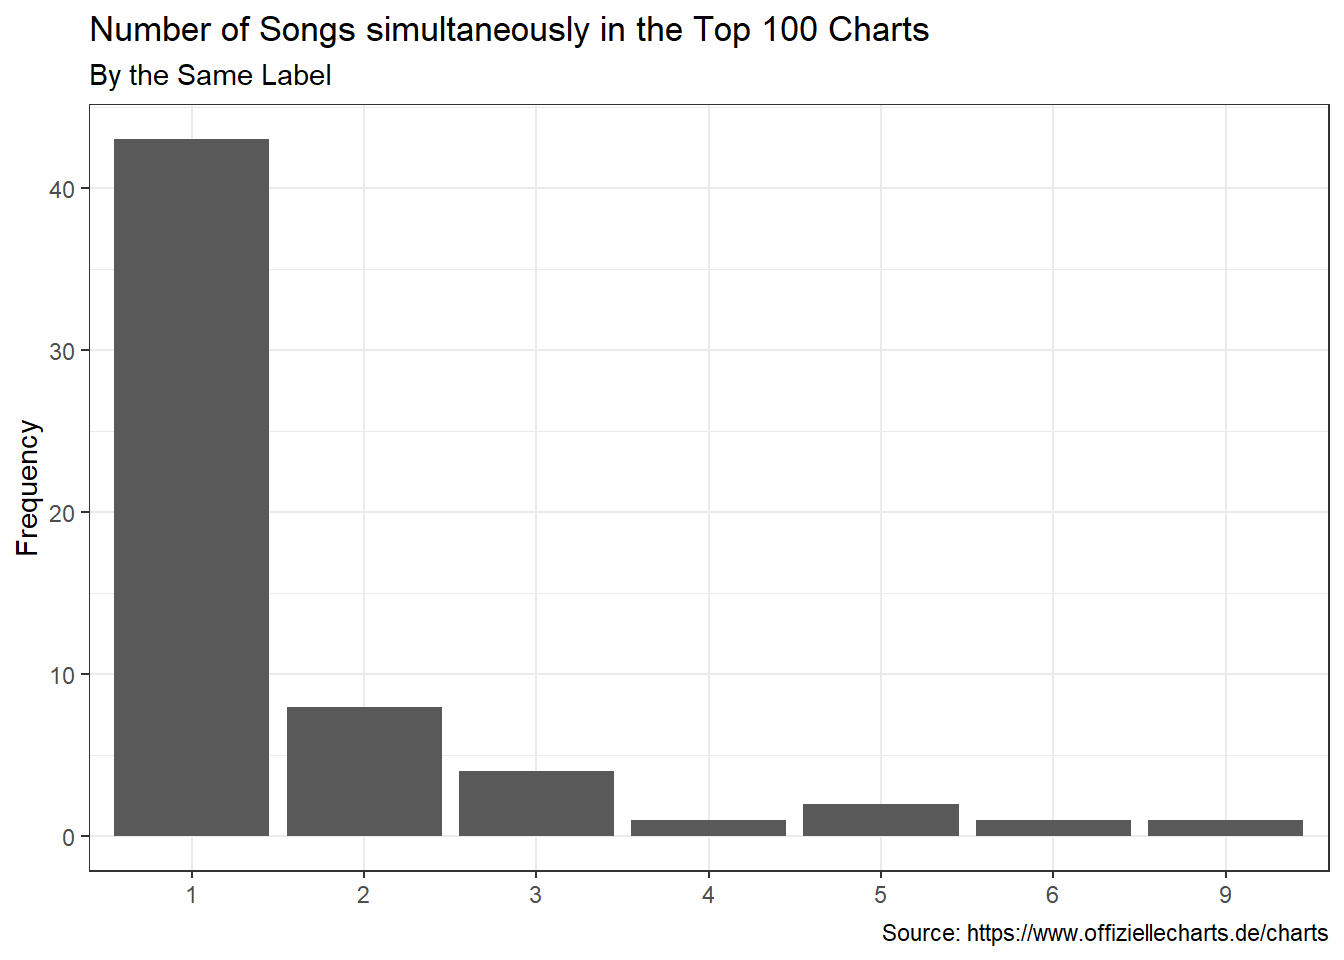 Number of Songs simultaneously in the Top 100 Charts
By the Same Label
Frequency
40
30
20
10
0
1 2 3 4 5 6 9
Source: https://www.offiziellecharts.de/charts